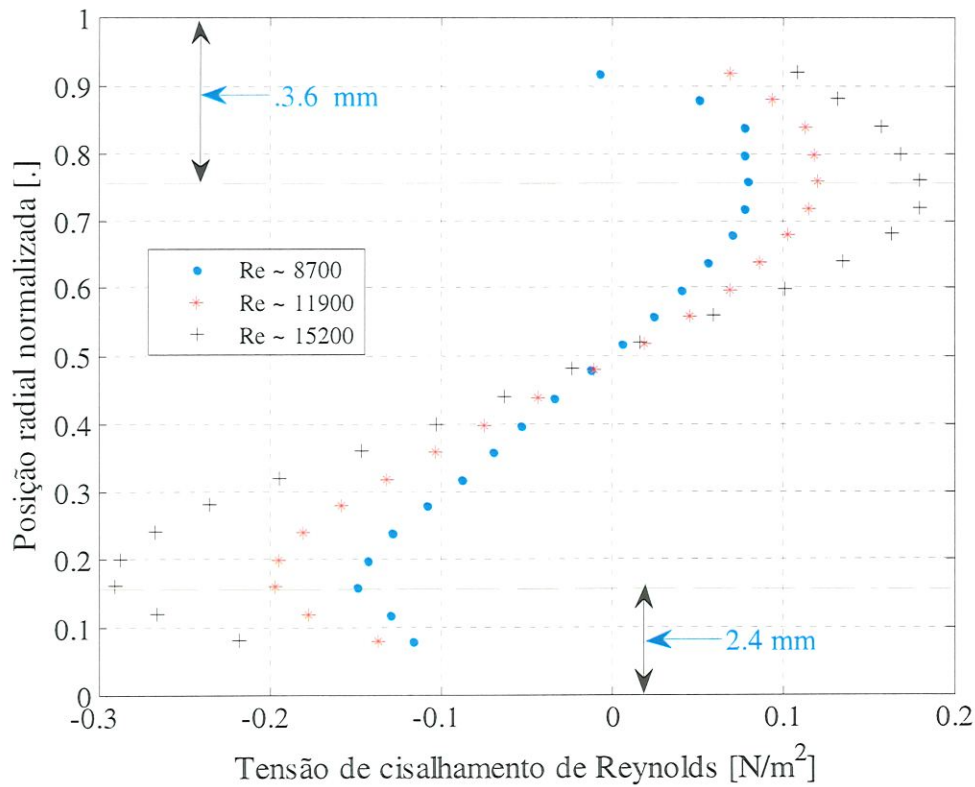 1
0.9
0.8
0.7
0.6
0.5
0.4
0.3
0.2
0.1
0
Posição radial normalizada [.]
.3.6 mm
Re ~ 8700
Re ~ 11900
Re ~ 15200
2.4 mm
-0.3
-0.2
-0.1
0
0.1
0.2
Tensão de cisalhamento de Reynolds [N/m²]